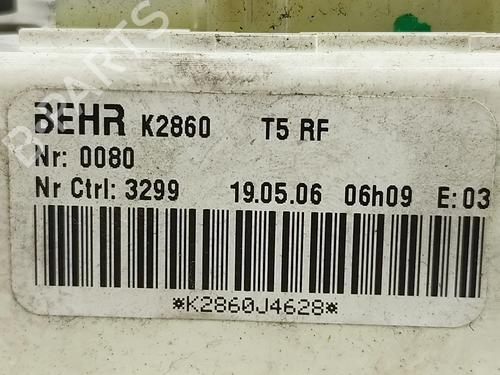 BEHR K2860 T5 RF
Nr: 0080
Nr Ctrl: 3299 19.05.06 06h09 E: 03
*K2860J4628*